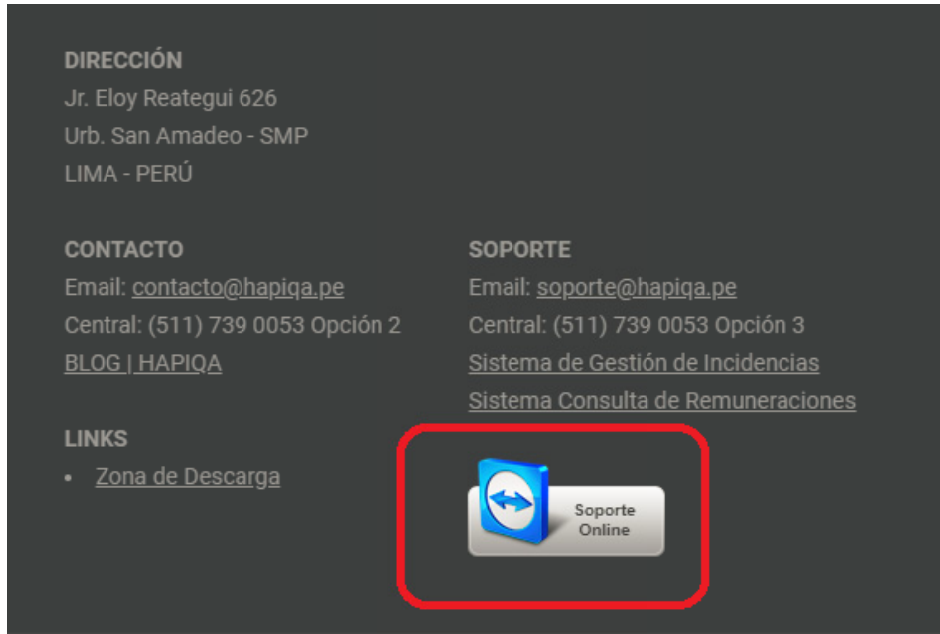 DIRECCIÓN
Jr. Eloy Reategui 626
Urb. San Amadeo - SMP
LIMA - PERÚ
CONTACTO
Email: contacto@hapiqa.pe
Central: (511) 739 0053 Opción 2
BLOG | HAPIQA
SOPORTE
Email: soporte@hapiqa.pe
Central: (511) 739 0053 Opción 3
Sistema de Gestión de Incidencias
Sistema Consulta de Remuneraciones
LINKS
• Zona de Descarga
Soporte
Online